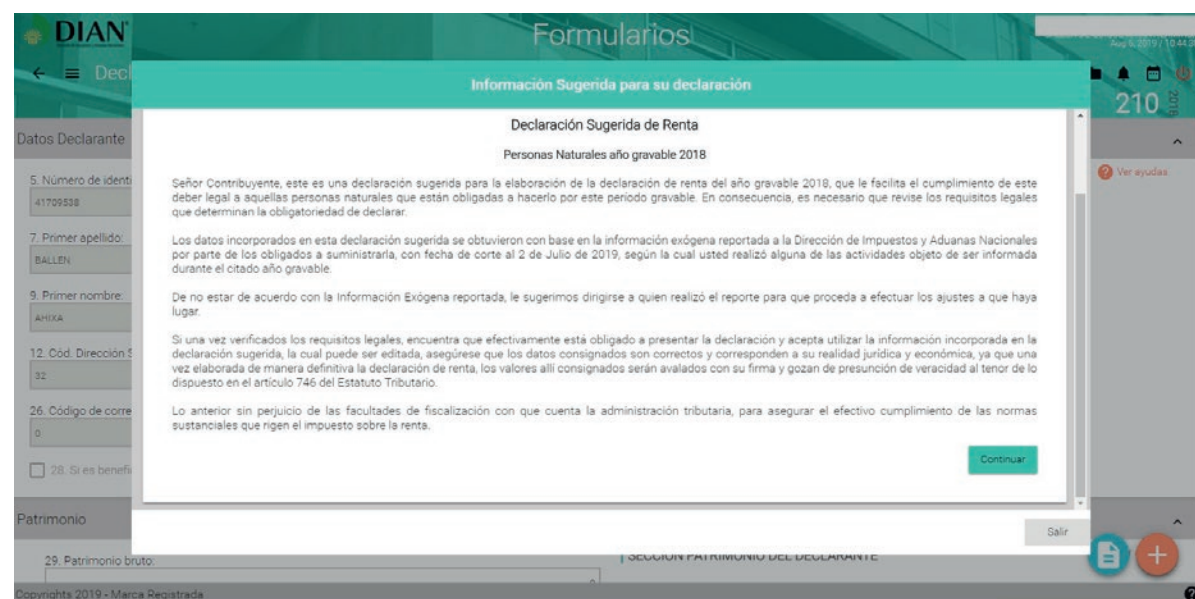 DIAN
Formularios
Aug 6, 2019 / 10:44:3
Decl
Información Sugerida para su declaración
210
2018
Datos Declarante
Declaración Sugerida de Renta
Personas Naturales año gravable 2018
Ver ayudas
5. Número de identi
41709538
Señor Contribuyente, este es una declaración sugerida para la elaboración de la declaración de renta del año gravable 2018, que le facilita el cumplimiento de este
deber legal a aquellas personas naturales que están obligadas a hacerlo por este período gravable. En consecuencia, es necesario que revise los requisitos legales
que determinan la obligatoriedad de declarar.
7. Primer apellido:
BALLEN
Los datos incorporados en esta declaración sugerida se obtuvieron con base en la información exógena reportada a la Dirección de Impuestos y Aduanas Nacionales
por parte de los obligados a suministrarla, con fecha de corte al 2 de Julio de 2019, según la cual usted realizó alguna de las actividades objeto de ser informada
durante el citado año gravable.
9. Primer nombre:
AHIXA
De no estar de acuerdo con la Información Exógena reportada, le sugerimos dirigirse a quien realizó el reporte para que proceda a efectuar los ajustes a que haya
lugar.
12. Cód. Dirección S
32
Si una vez verificados los requisitos legales, encuentra que efectivamente está obligado a presentar la declaración y acepta utilizar la información incorporada en la
declaración sugerida, la cual puede ser editada, asegúrese que los datos consignados son correctos y corresponden a su realidad jurídica y económica, ya que una
vez elaborada de manera definitiva la declaración de renta, los valores allí consignados serán avalados con su firma y gozan de presunción de veracidad al tenor de lo
dispuesto en el artículo 746 del Estatuto Tributario.
26. Código de corre
0
Lo anterior sin perjuicio de las facultades de fiscalización con que cuenta la administración tributaria, para asegurar el efectivo cumplimiento de las normas
sustanciales que rigen el impuesto sobre la renta.
28. Si es benefi
Continuar
Patrimonio
Salir
29. Patrimonio bruto:
SECCIÓN PATRIMONIO DEL DECLARANTE
Copyrights 2019 - Marca Registrada